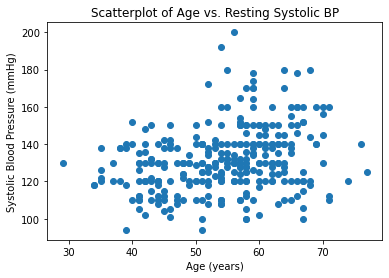 Scatterplot of Age vs. Resting Systolic BP
200
180
160
140
120
100
Systolic Blood Pressure (mmHg)
30 40 50 60 70
Age (years)